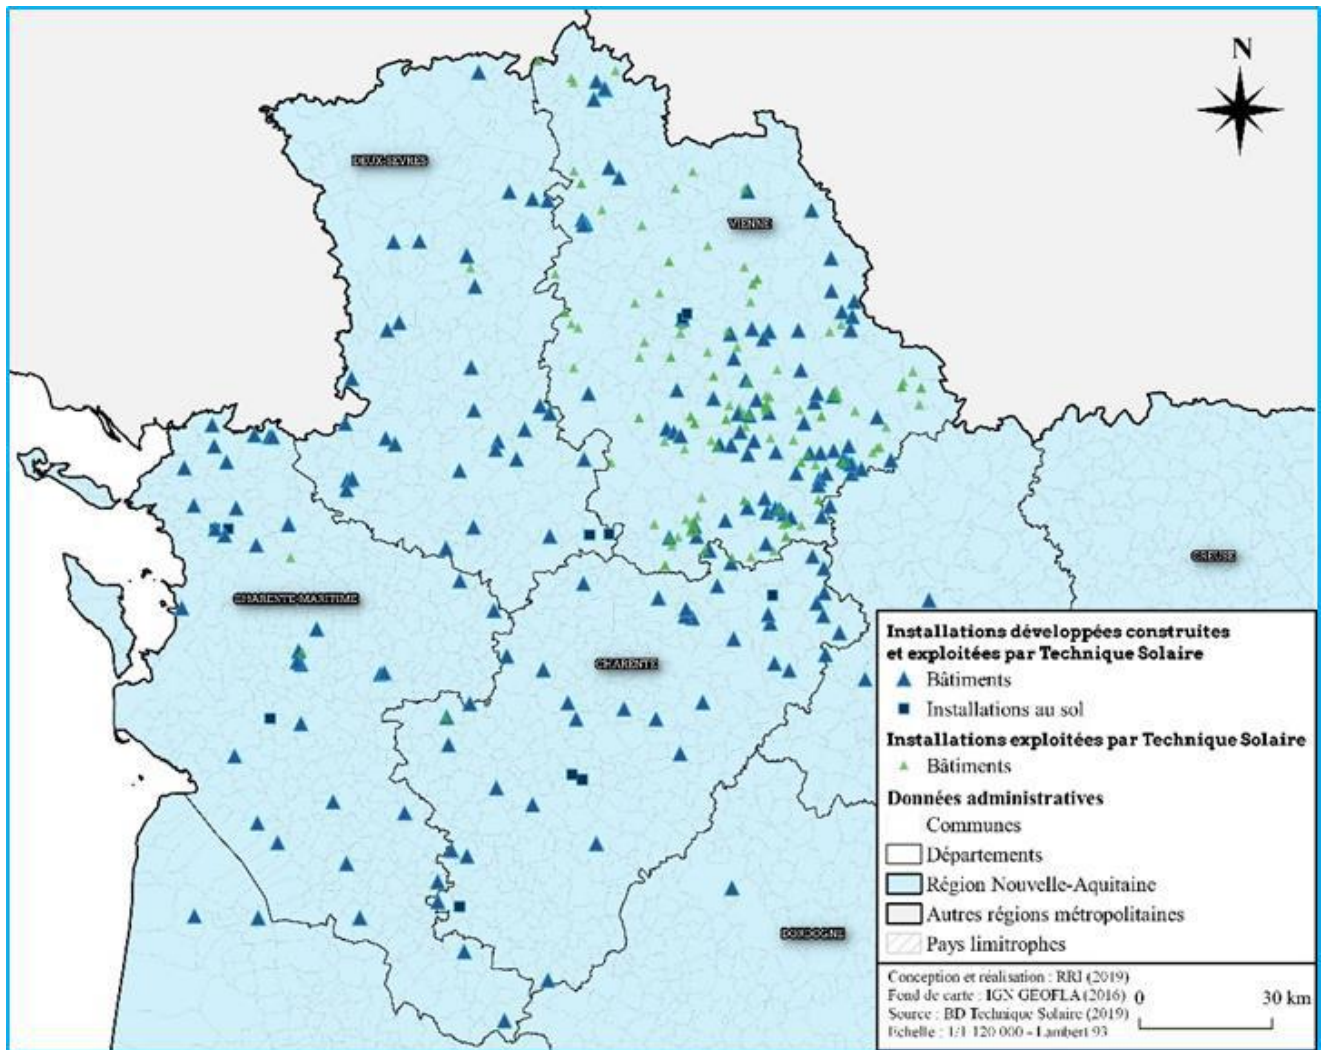 N
DEUX-SEVRES
VIENNE
CREUSE
CHARENTE-MARITIME
CHARENTE
DORDOGNE
Installations développées construites
et exploitées par Technique Solaire
Bâtiments
Installations au sol
Installations exploitées par Technique Solaire
Bâtiments
Données administratives
Communes
Départements
Région Nouvelle-Aquitaine
Autres régions métropolitaines
Pays limitrophes
Conception et réalisation : RRI (2019)
Fond de carte : IGN GEOFLA (2016)
Source : BD Technique Solaire (2019)
Echelle : 1/1 120 000 - Lambert 93
0 30 km